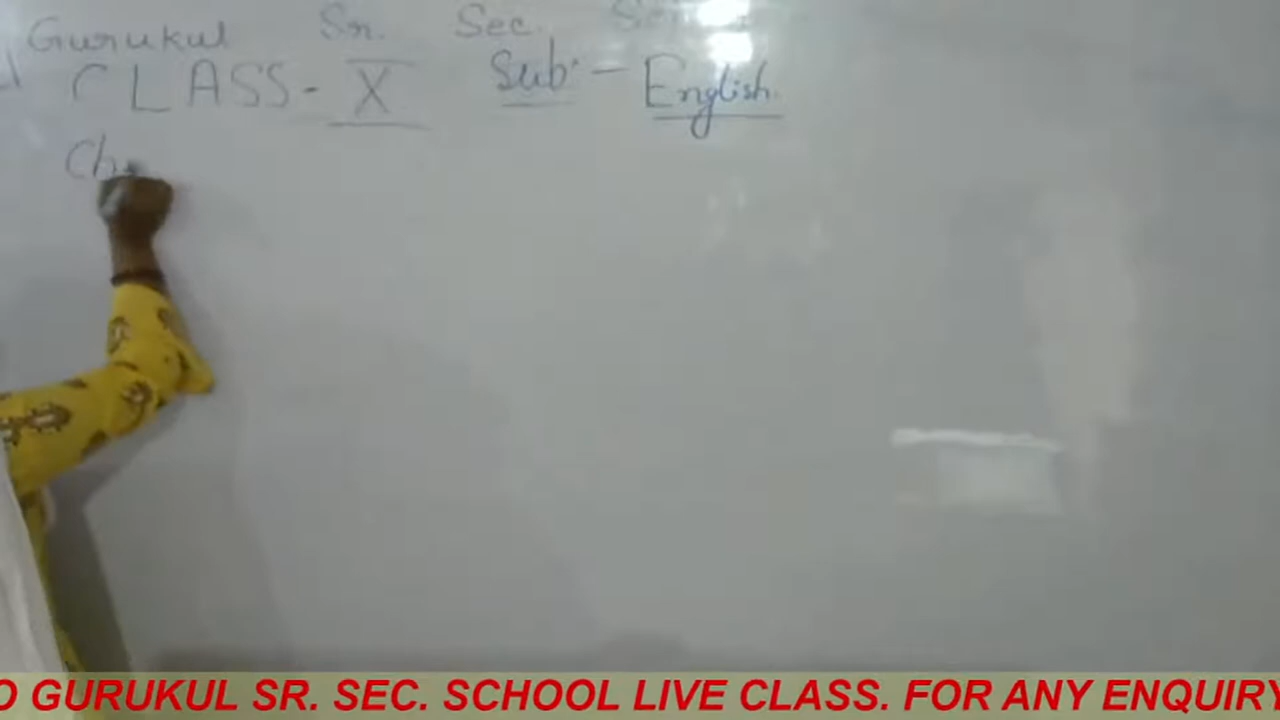 Gurukul Sr. Sec.
CLASS - X Sub - English
Ch
O GURUKUL SR. SEC. SCHOOL LIVE CLASS. FOR ANY ENQUIRY